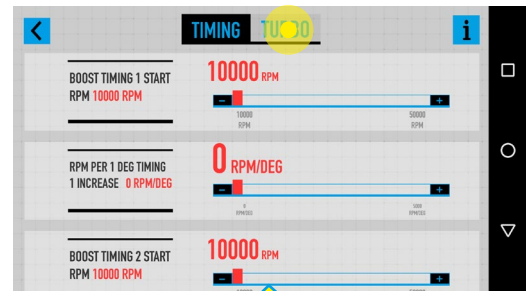 TIMING TURBO
i
BOOST TIMING 1 START
RPM 10000 RPM
10000 RPM
- +
10000 50000
RPM RPM
RPM PER 1 DEG TIMING
1 INCREASE 0 RPM/DEG
0 RPM/DEG
- +
0 5000
RPM/DEG RPM/DEG
BOOST TIMING 2 START
RPM 10000 RPM
10000 RPM
- +